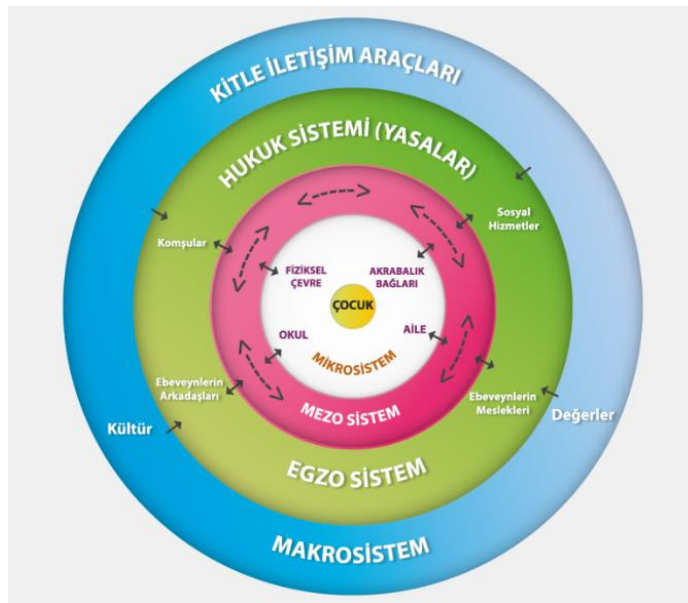 KİTLE İLETİŞİM ARAÇLARI
HUKUK SİSTEMİ (YASALAR)
Komşular
Sosyal
Hizmetler
FİZİKSEL
ÇEVRE
AKRABALIK
BAĞLARI
ÇOCUK
OKUL
AİLE
MİKROSİSTEM
Ebeveynlerin
Arkadaşları
Ebeveynlerin
Meslekleri
MEZO SİSTEM
Kültür
Değerler
EGZO SİSTEM
MAKROSİSTEM